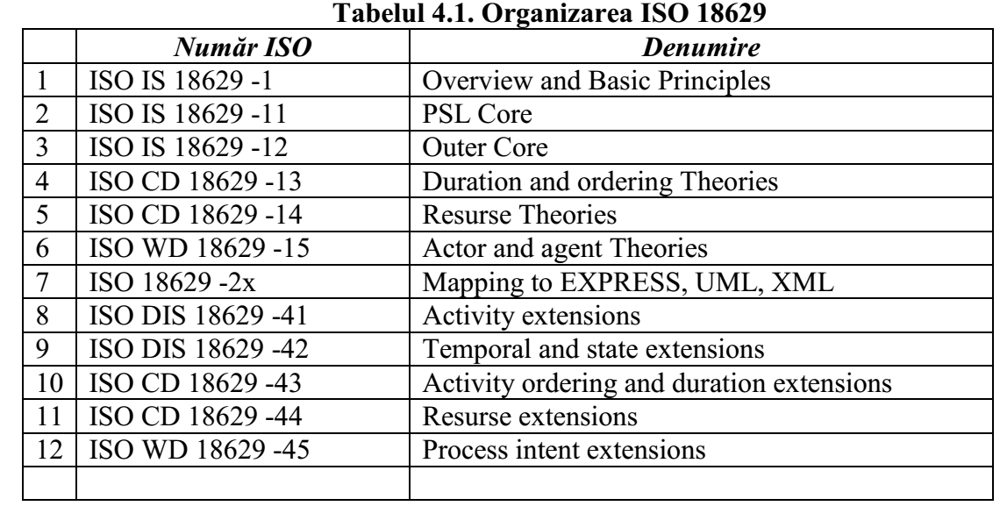 Tabelul 4.1. Organizarea ISO 18629
Număr ISO Denumire
1 ISO IS 18629 -1 Overview and Basic Principles
2 ISO IS 18629 -11 PSL Core
3 ISO IS 18629 -12 Outer Core
4 ISO CD 18629 -13 Duration and ordering Theories
5 ISO CD 18629 -14 Resurse Theories
6 ISO WD 18629 -15 Actor and agent Theories
7 ISO 18629 -2x Mapping to EXPRESS, UML, XML
8 ISO DIS 18629 -41 Activity extensions
9 ISO DIS 18629 -42 Temporal and state extensions
10 ISO CD 18629 -43 Activity ordering and duration extensions
11 ISO CD 18629 -44 Resurse extensions
12 ISO WD 18629 -45 Process intent extensions